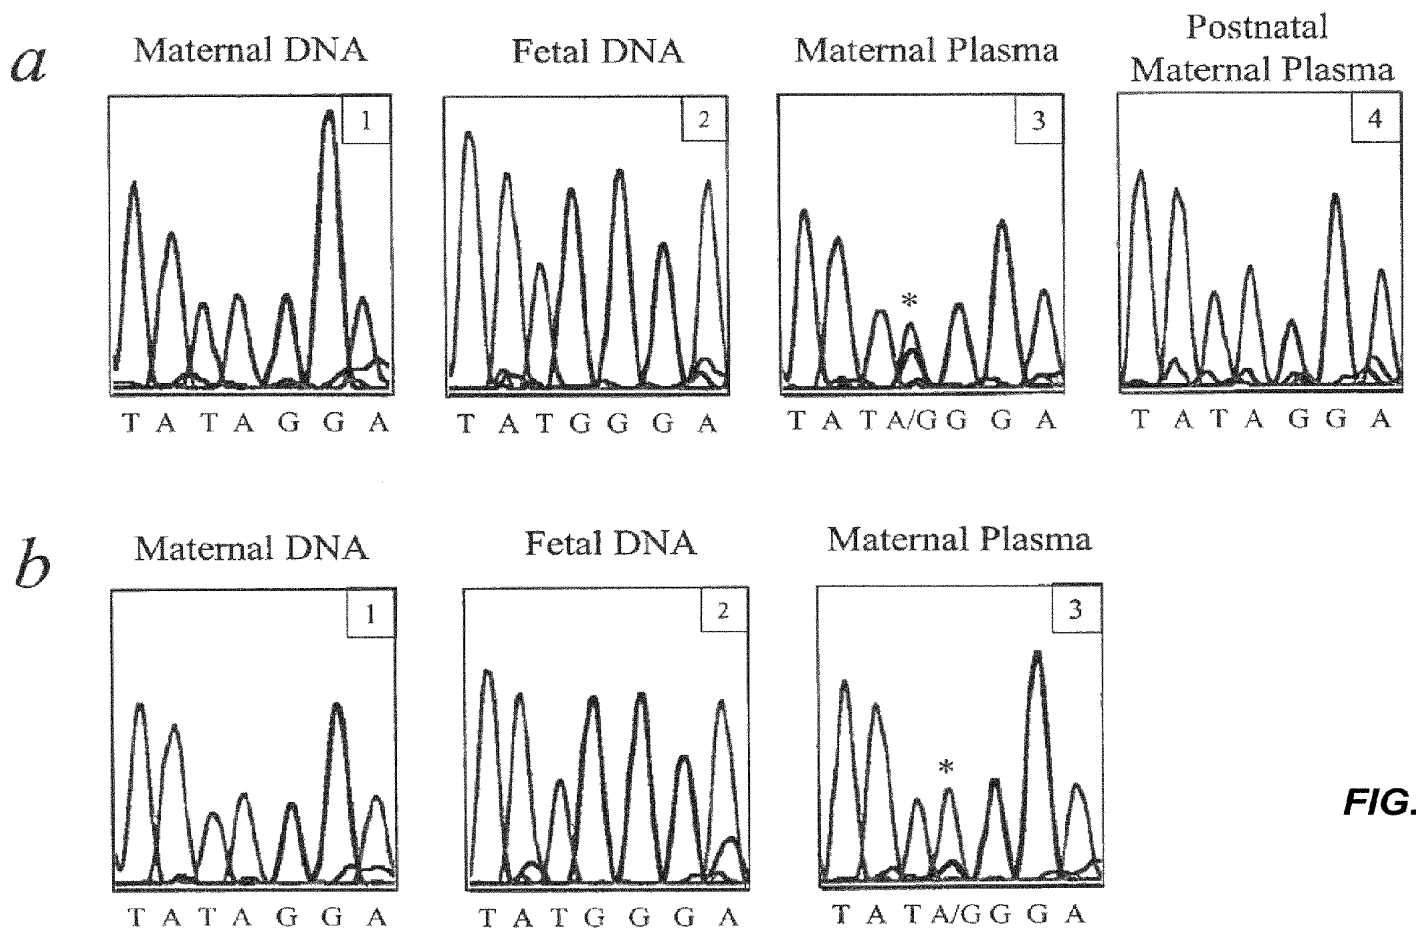 a
Maternal DNA
Fetal DNA
Maternal Plasma
Postnatal
Maternal Plasma
1
2
3
4
*
T A T A G G A
T A T G G G A
T A T A/G G G A
T A T A G G A
b
Maternal DNA
Fetal DNA
Maternal Plasma
1
2
3
*
T A T A G G A
T A T G G G A
T A T A/G G G A
FIG.